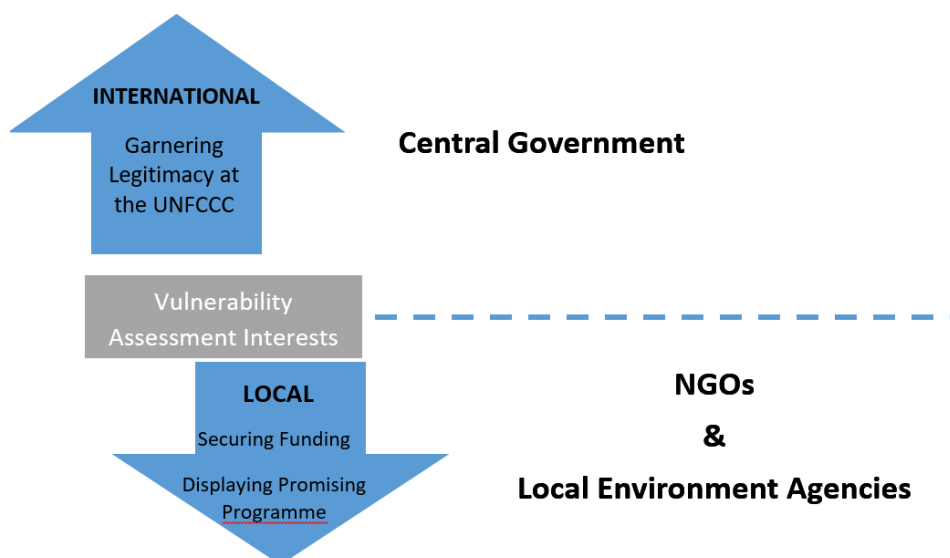 INTERNATIONAL
Garnering
Legitimacy at
the UNFCCC
Central Government
Vulnerability
Assessment Interests
LOCAL
Securing Funding
Displaying Promising
Programme
NGOs
&
Local Environment Agencies